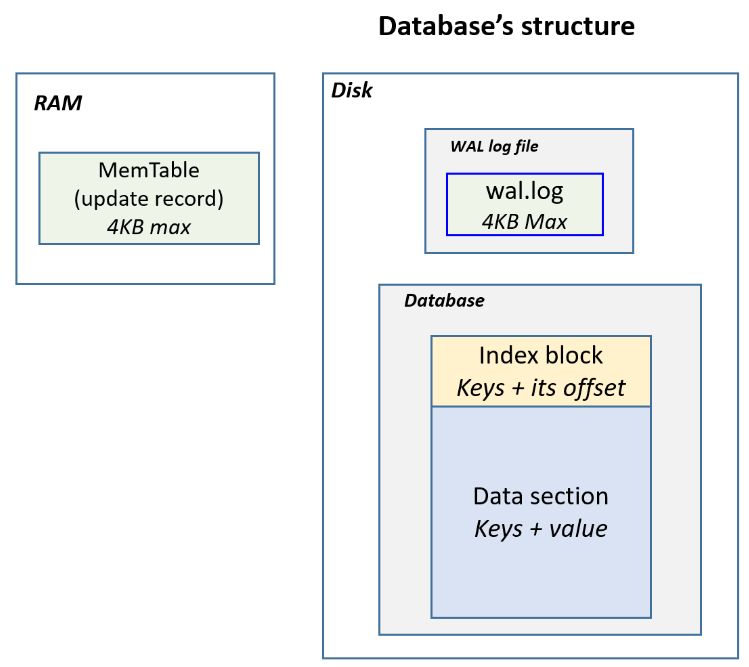 Database’s structure
RAM
MemTable
(update record)
4KB max
Disk
WAL log file
wal.log
4KB Max
Database
Index block
Keys + its offset
Data section
Keys + value